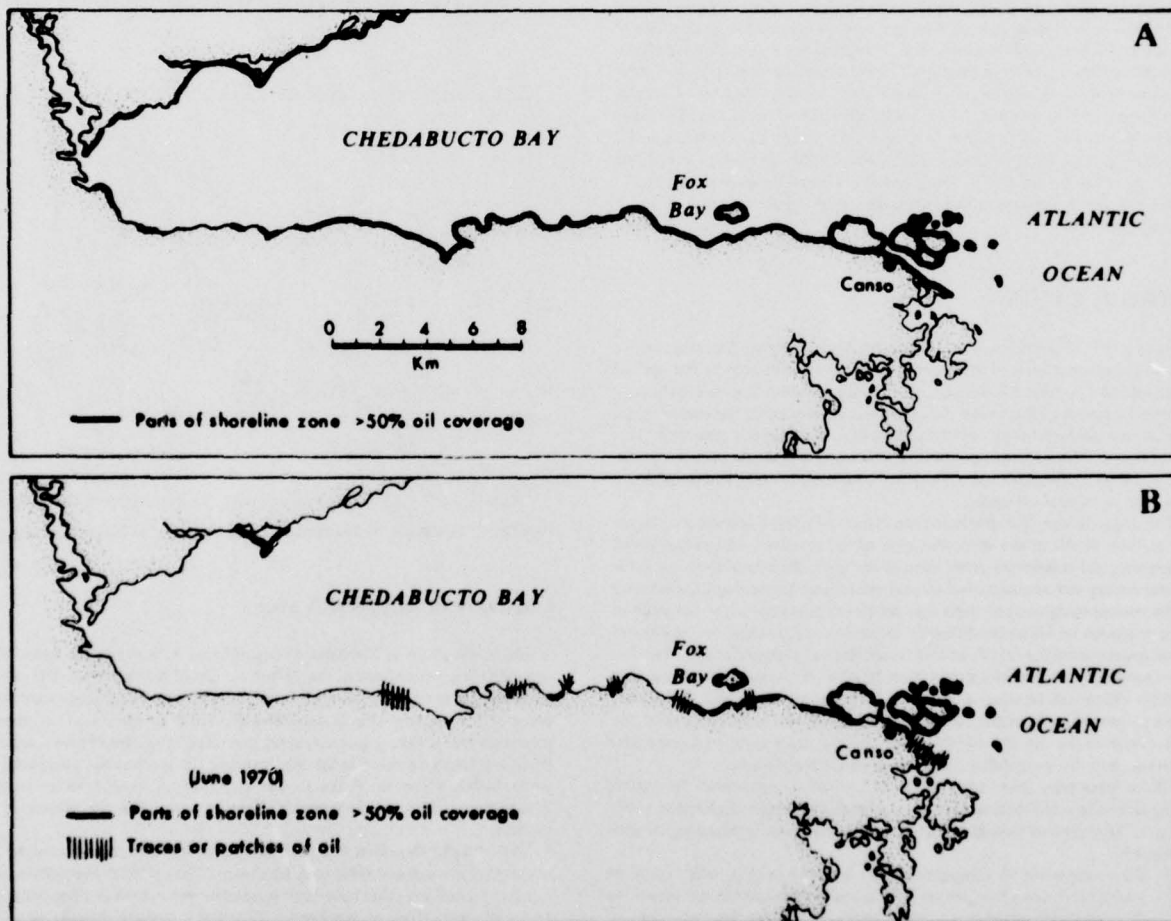 A
CHEDABUCTO BAY
Fox
Bay
ATLANTIC
OCEAN
Canso
0 2 4 6 8
Km
Parts of shoreline zone >50% oil coverage
B
CHEDABUCTO BAY
Fox
Bay
ATLANTIC
OCEAN
Canso
(June 1970)
Parts of shoreline zone >50% oil coverage
Traces or patches of oil